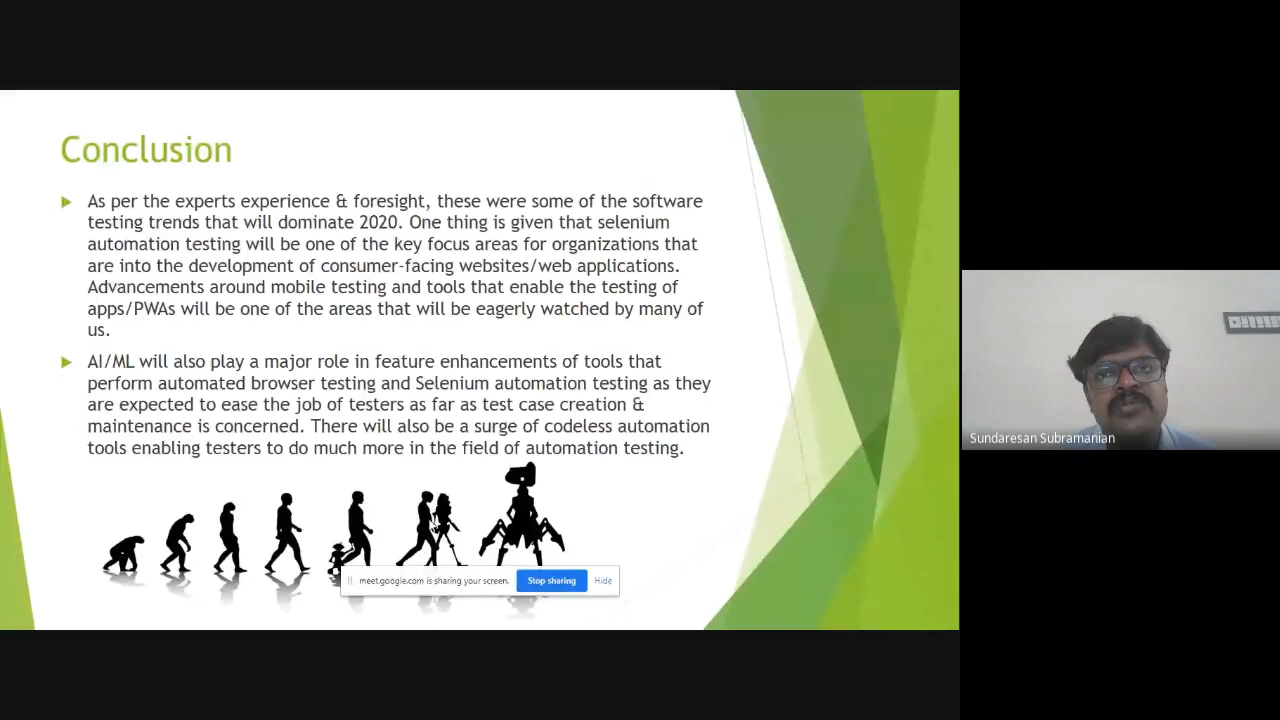 Conclusion
As per the experts experience & foresight, these were some of the software
testing trends that will dominate 2020. One thing is given that selenium
automation testing will be one of the key focus areas for organizations that
are into the development of consumer-facing websites/web applications.
Advancements around mobile testing and tools that enable the testing of
apps/PWAs will be one of the areas that will be eagerly watched by many of
us.
AI/ML will also play a major role in feature enhancements of tools that
perform automated browser testing and Selenium automation testing as they
are expected to ease the job of testers as far as test case creation &
maintenance is concerned. There will also be a surge of codeless automation
tools enabling testers to do much more in the field of automation testing.
meet.google.com is sharing your screen. Stop sharing Hide
Sundaresan Subramanian